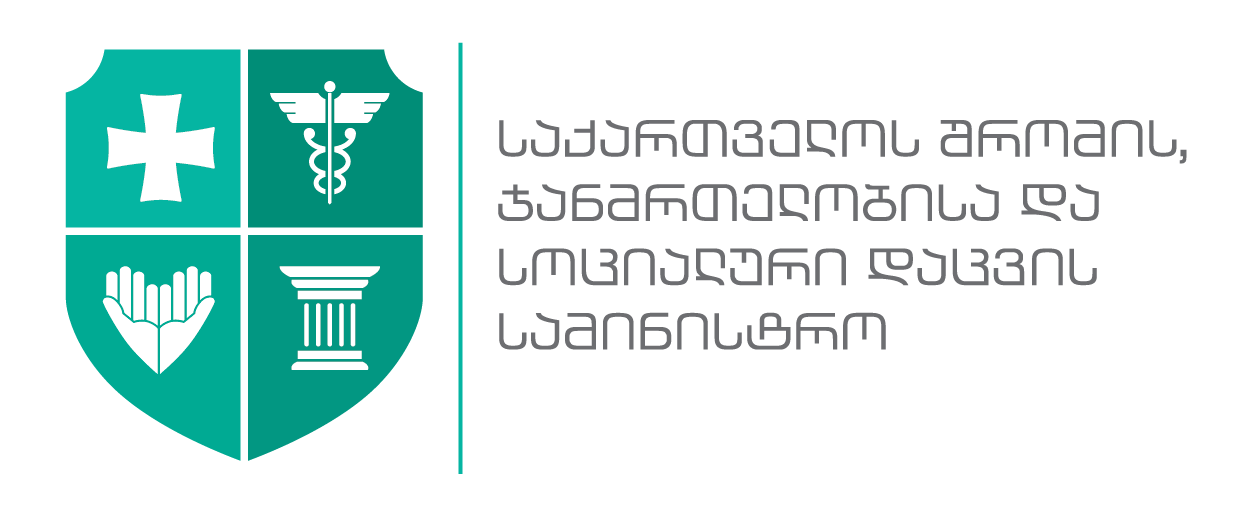 საქართველოს შრომის,
ჯანმრთელობისა და
სოციალური დაცვის
სამინისტრო